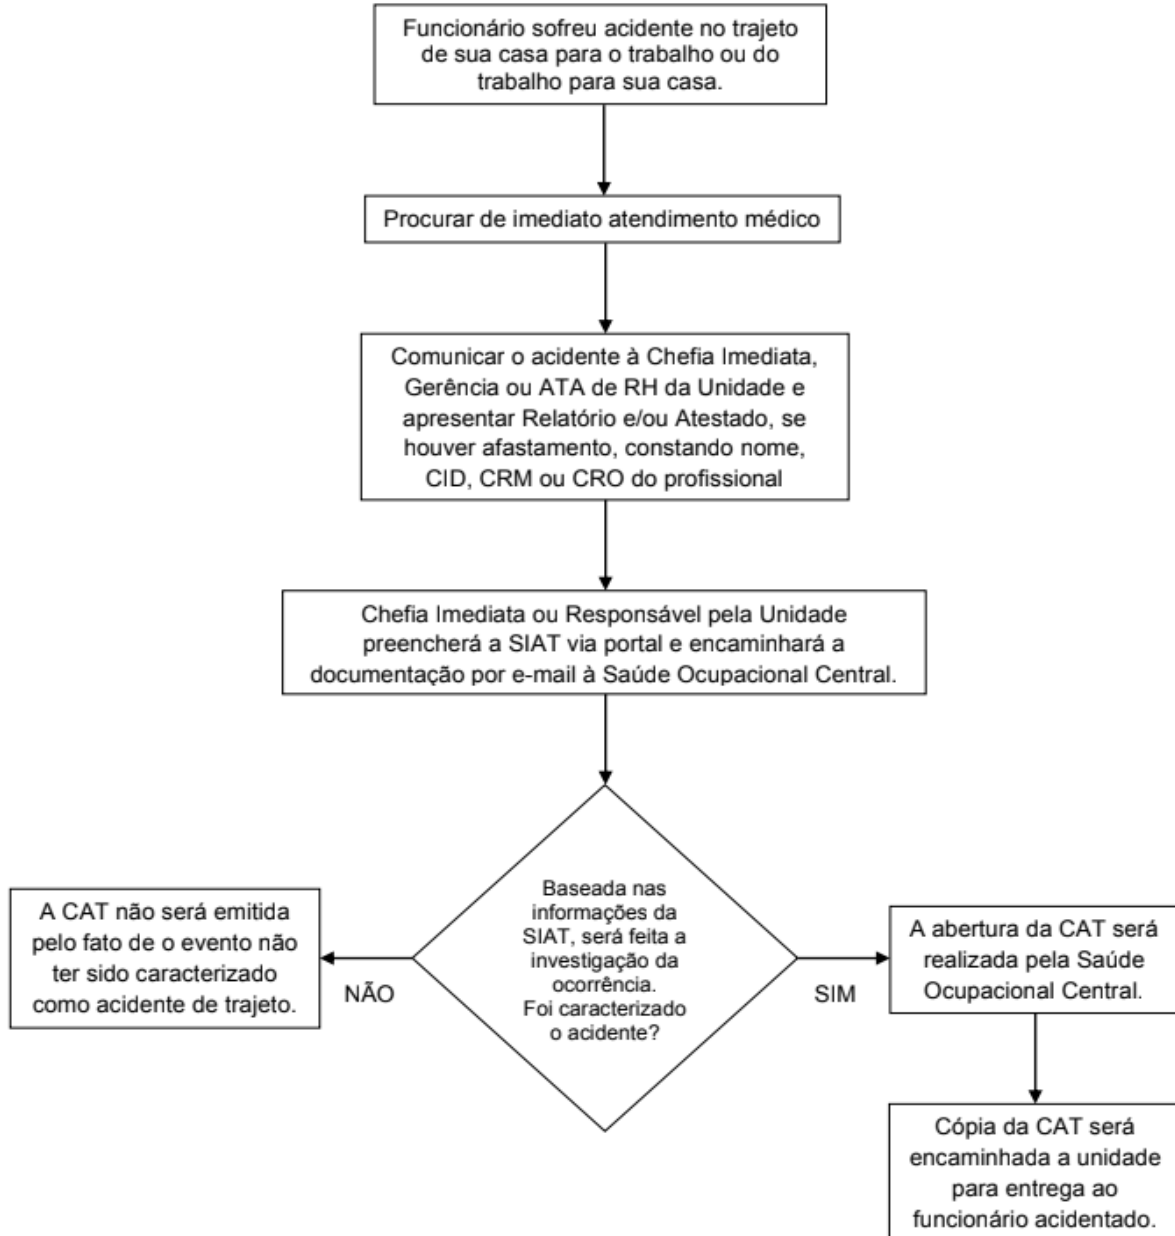 Funcionário sofreu acidente no trajeto
de sua casa para o trabalho ou do
trabalho para sua casa.
Procurar de imediato atendimento médico
Comunicar o acidente à Chefia Imediata,
Gerência ou ATA de RH da Unidade e
apresentar Relatório e/ou Atestado, se
houver afastamento, constando nome,
CID, CRM ou CRO do profissional
Chefia Imediata ou Responsável pela Unidade
preencherá a SIAT via portal e encaminhará a
documentação por e-mail à Saúde Ocupacional Central.
Baseada nas
informações da
SIAT, será feita a
investigação da
ocorrência.
Foi caracterizado
o acidente?
NÃO
A CAT não será emitida
pelo fato de o evento não
ter sido caracterizado
como acidente de trajeto.
SIM
A abertura da CAT será
realizada pela Saúde
Ocupacional Central.
Cópia da CAT será
encaminhada a unidade
para entrega ao
funcionário acidentado.